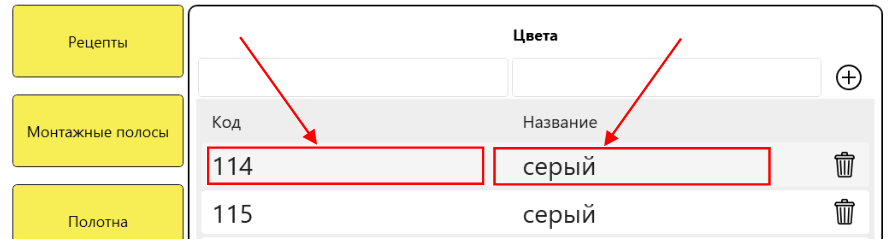 Рецепты
Монтажные полосы
Полотна
Цвета
Код Название
114 серый
115 серый